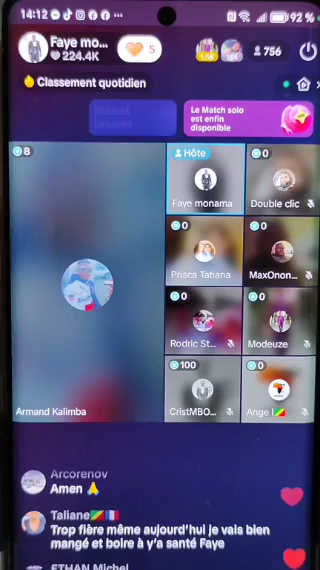 14:12
92 %
Faye mo...
224.4K
5
1.5K
756
Classement quotidien
Le Match solo
est enfin
disponible
8
Hôte
Faye monama
0
Double clic
0
Prisca Tatiana
0
MaxOnon...
0
Rodric St...
0
Modeuze
100
CristMBO...
0
Ange
Armand Kalimba
Arcorenov
Amen 🙏
Taliane🇨🇬🇫🇷
Trop fière même aujourd'hui je vais bien
mangé et boire à y'a santé Faye
ETHAN Michel